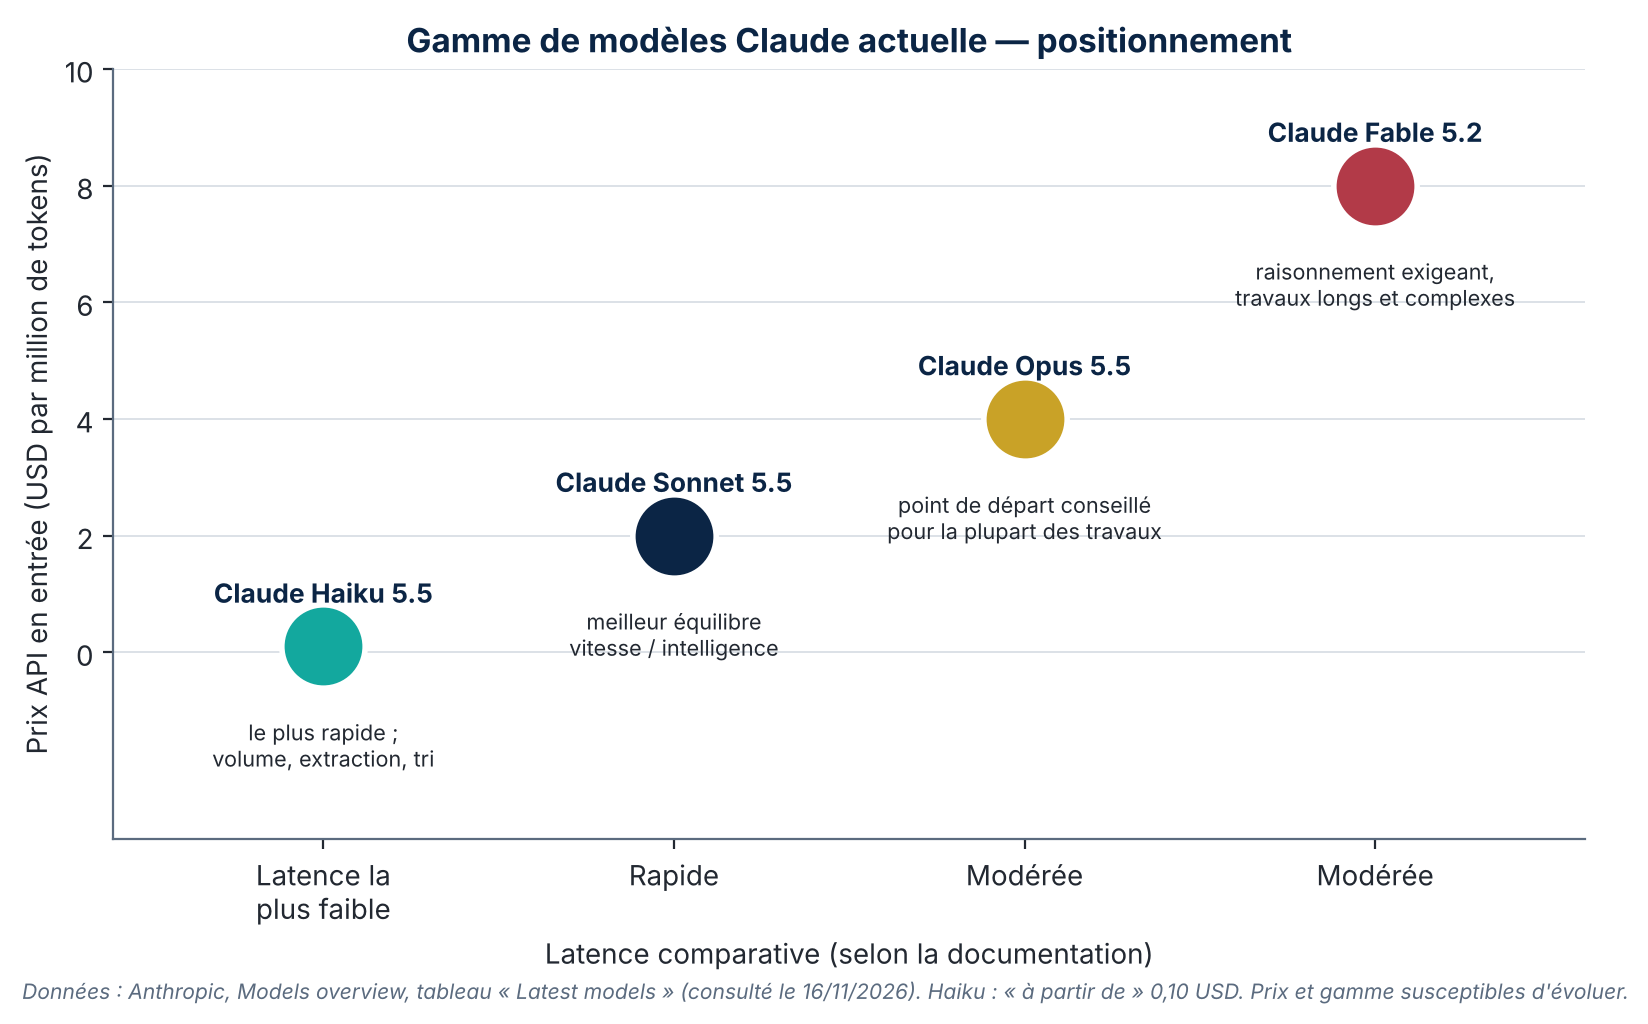 Gamme de modèles Claude actuelle — positionnement
Prix API en entrée (USD par million de tokens)
10
8
6
4
2
0
Claude Fable 5.2
raisonnement exigeant,
travaux longs et complexes
Claude Opus 5.5
point de départ conseillé
pour la plupart des travaux
Claude Sonnet 5.5
meilleur équilibre
vitesse / intelligence
Claude Haiku 5.5
le plus rapide ;
volume, extraction, tri
Latence la
plus faible
Rapide
Modérée
Modérée
Latence comparative (selon la documentation)
Données : Anthropic, Models overview, tableau « Latest models » (consulté le 16/11/2026). Haiku : « à partir de » 0,10 USD. Prix et gamme susceptibles d'évoluer.